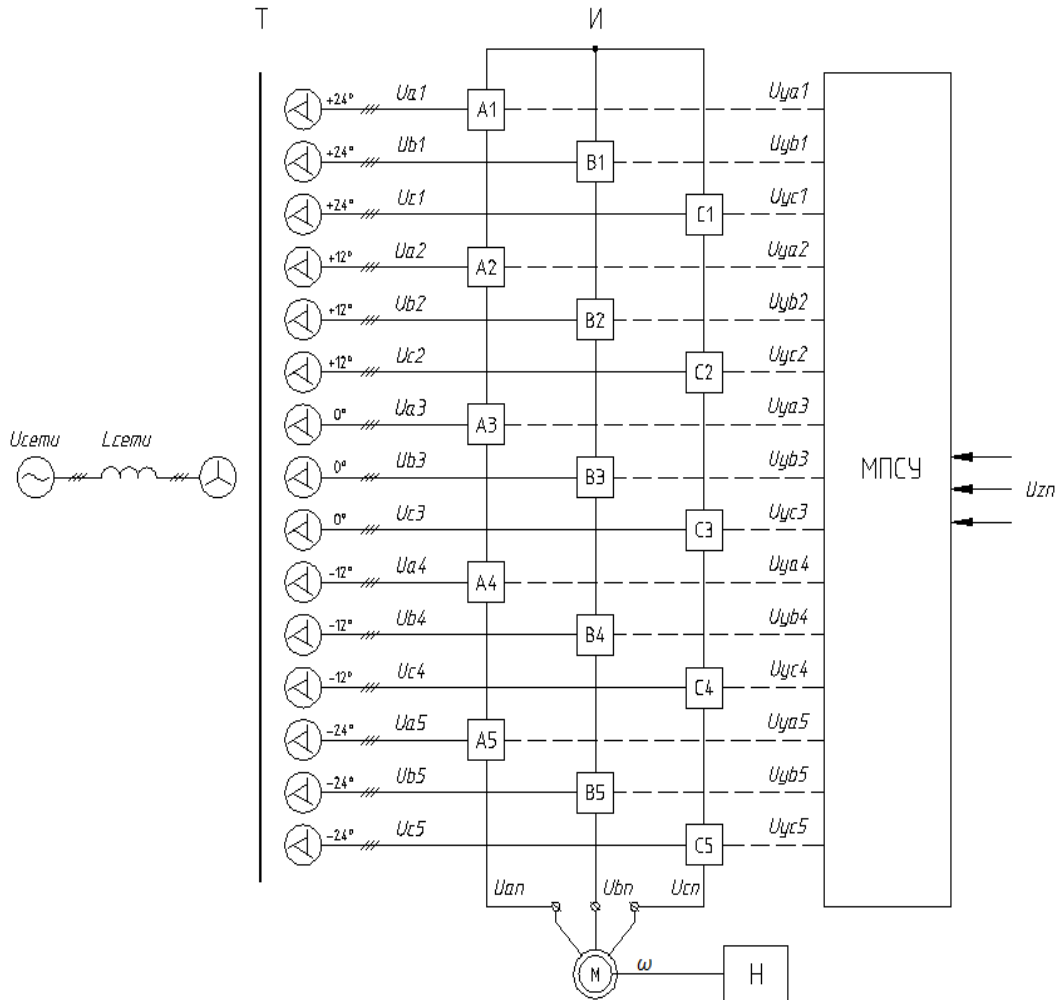 Т И
+24° Ua1 A1 Uya1
+24° Ub1 B1 Uyb1
+24° Uc1 C1 Uyc1
+12° Ua2 A2 Uya2
+12° Ub2 B2 Uyb2
+12° Uc2 C2 Uyc2
0° Ua3 A3 Uya3
Uсети Lсети 0° Ub3 B3 Uyb3 МПСУ Uzn
0° Uc3 C3 Uyc3
-12° Ua4 A4 Uya4
-12° Ub4 B4 Uyb4
-12° Uc4 C4 Uyc4
-24° Ua5 A5 Uya5
-24° Ub5 B5 Uyb5
-24° Uc5 C5 Uyc5
Uan Ubn Ucn
М ω Н